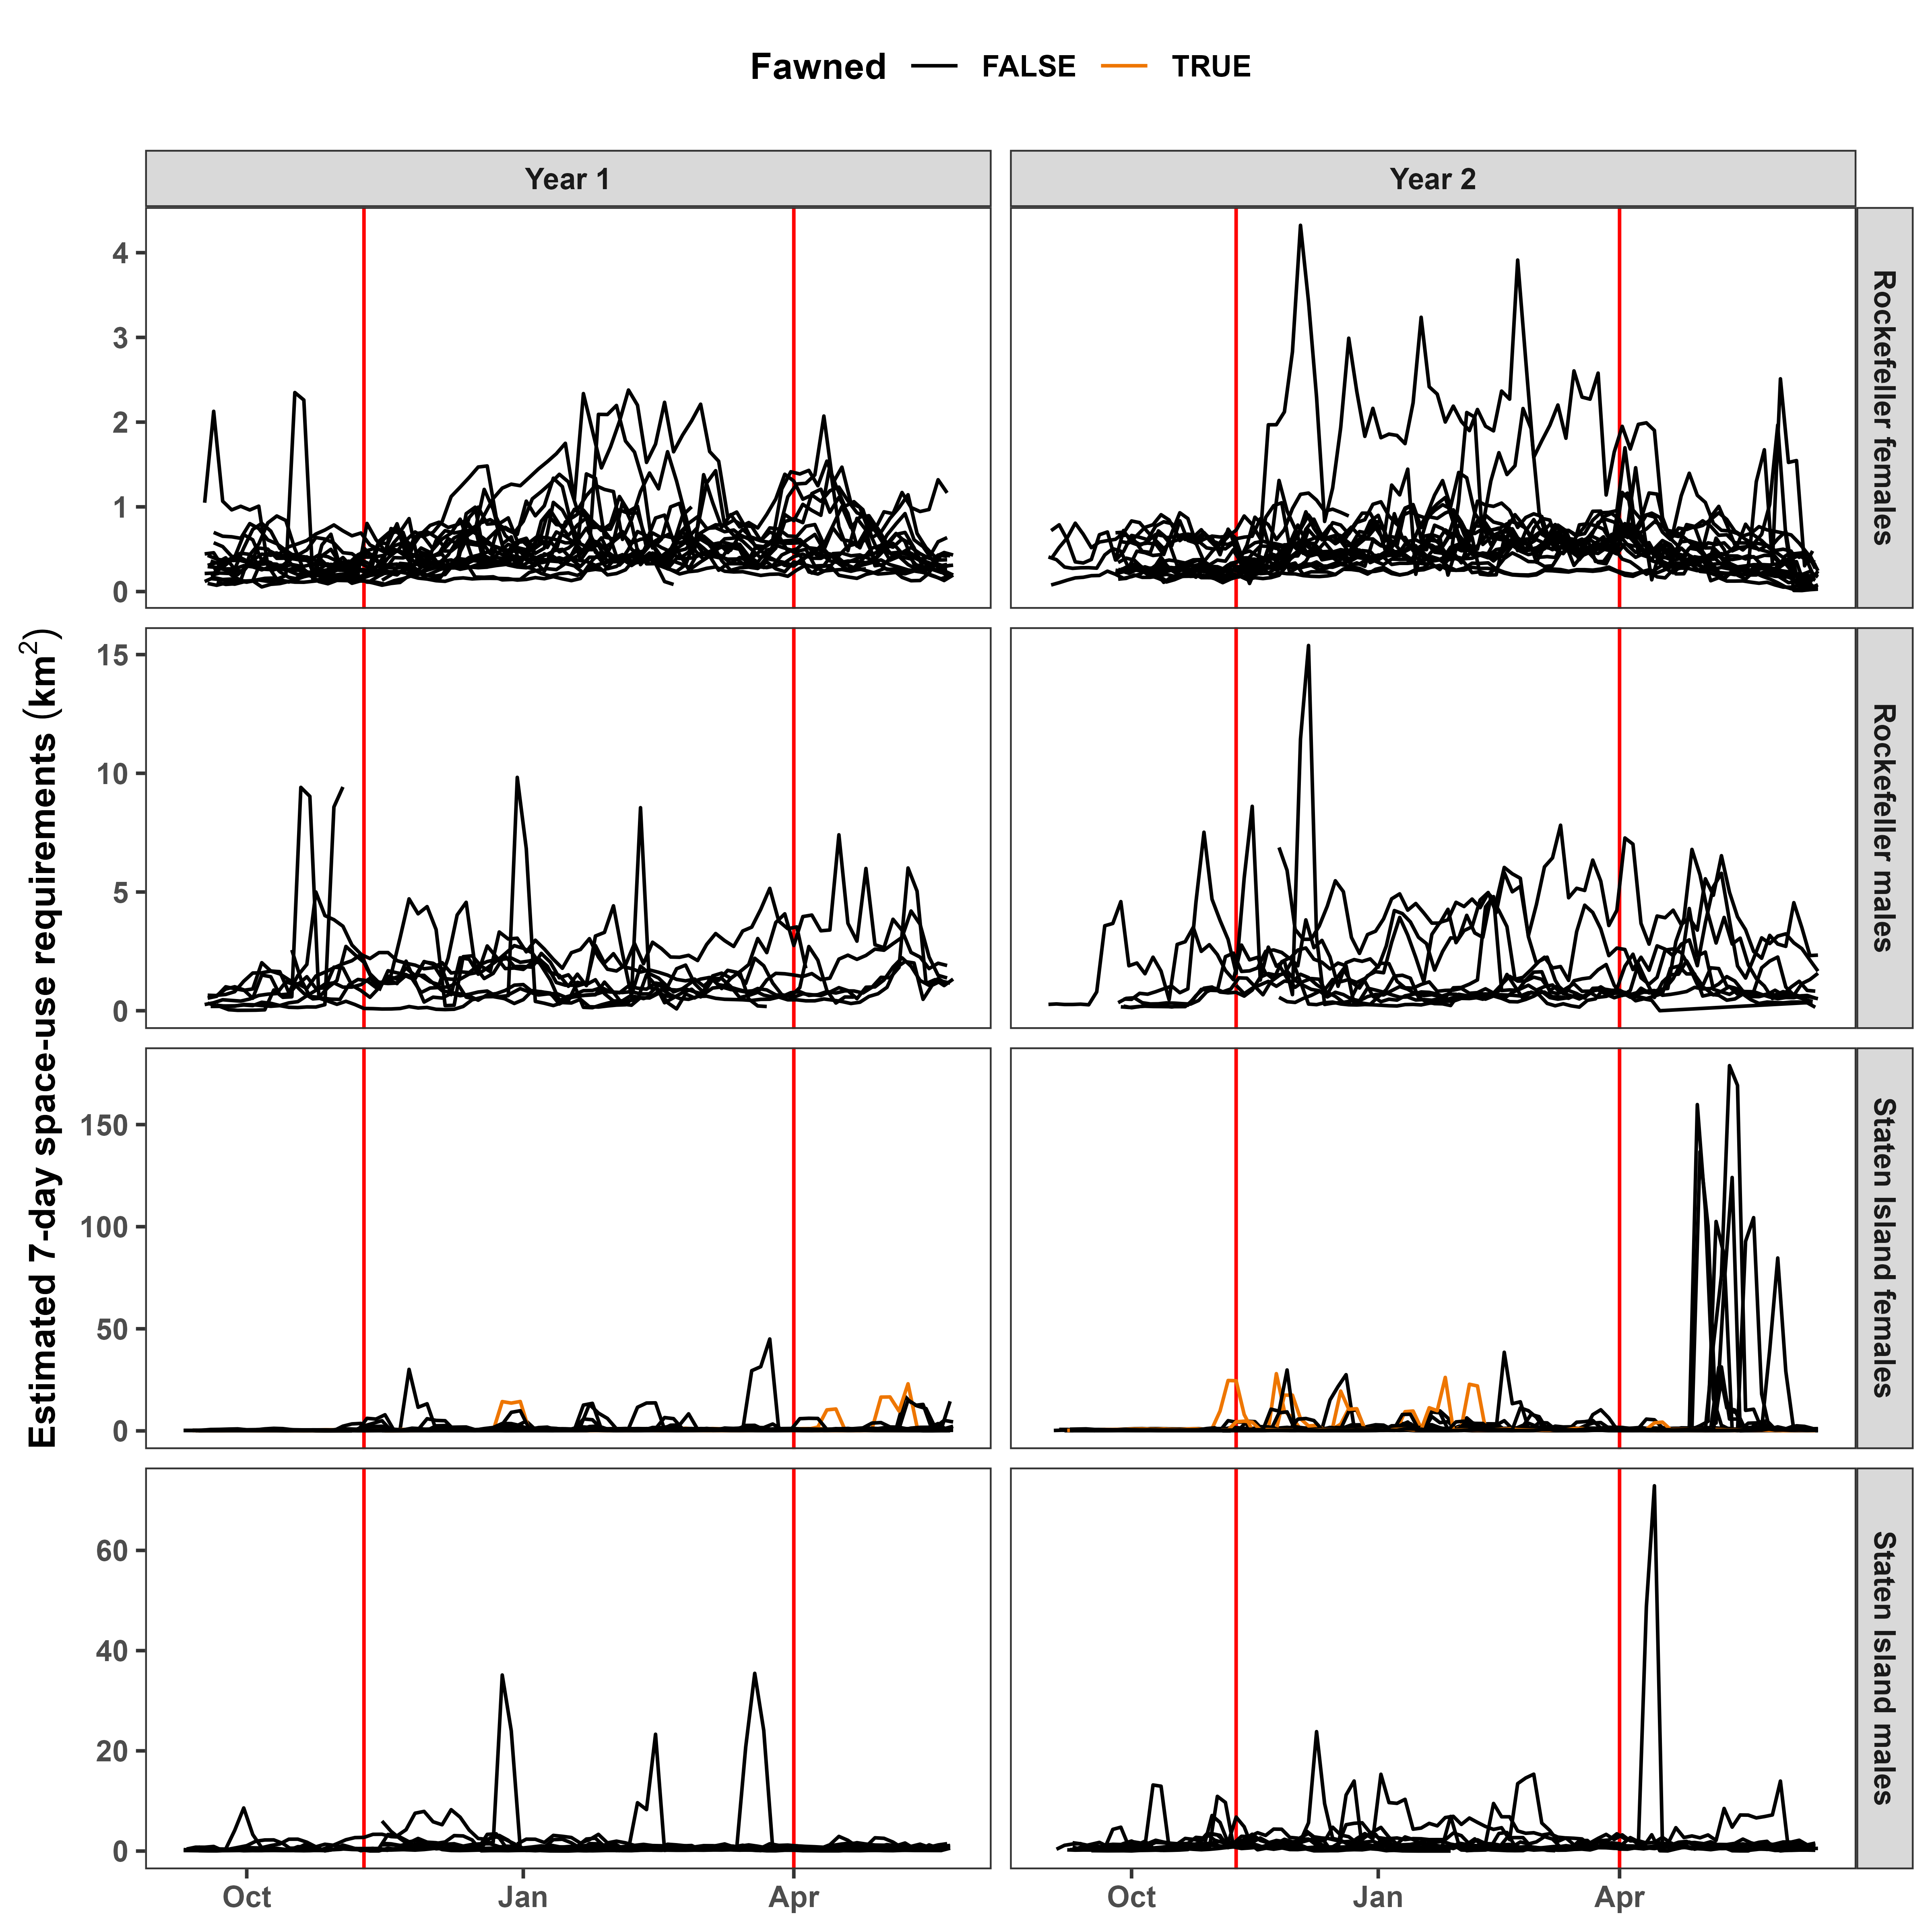 Fawned FALSE TRUE
Year 1 Year 2
Estimated 7-day space-use requirements (km²)
4
3
2
1
0
Rockefeller females
15
10
5
0
Rockefeller males
150
100
50
0
Staten Island females
60
40
20
0
Staten Island males
Oct Jan Apr Oct Jan Apr